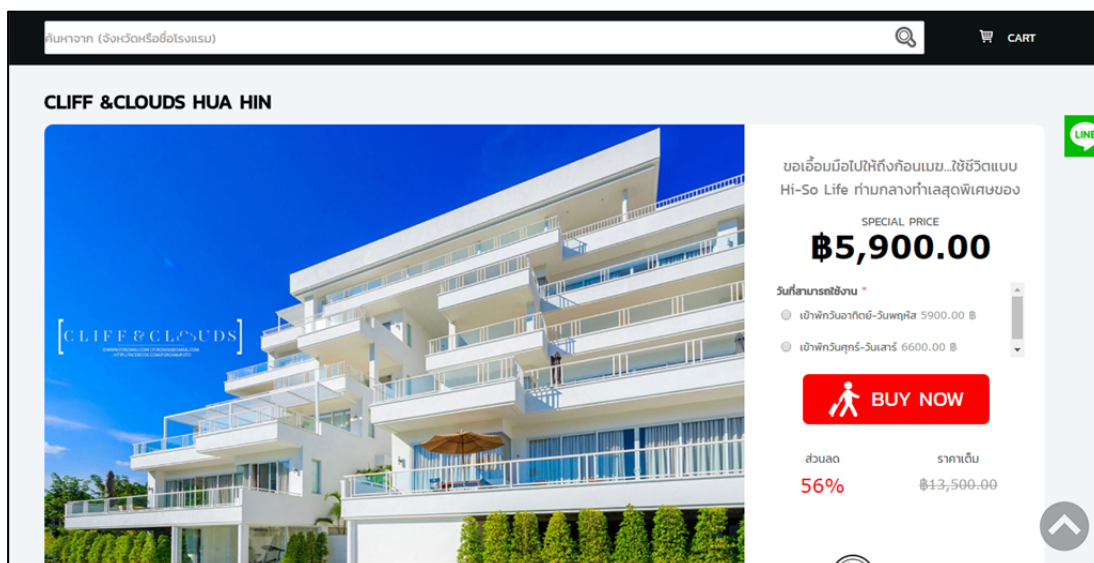 ค้นหาจาก (จังหวัดหรือชื่อโรงแรม)
CART
CLIFF &CLOUDS HUA HIN
LINE
ขอเอื้อมมือไปให้ถึงก้อนเมฆ...ใช้ชีวิตแบบ
Hi-So Life ท่ามกลางทำเลสุดพิเศษของ
SPECIAL PRICE
฿5,900.00
วันที่สามารถใช้งาน *
เข้าพักวันอาทิตย์-วันพฤหัส 5900.00 ฿
เข้าพักวันศุกร์-วันเสาร์ 6600.00 ฿
[CLIFF & CLOUDS]
BUY NOW
ส่วนลด ราคาเต็ม
56% ฿13,500.00